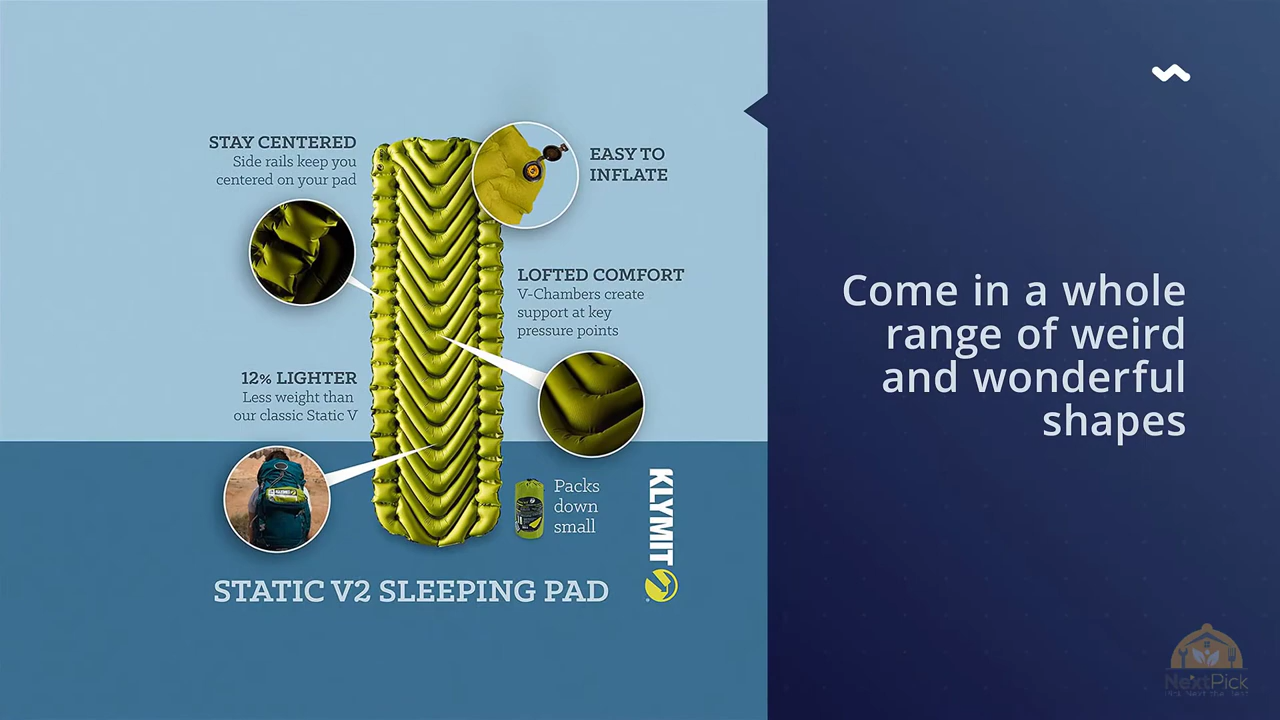 STAY CENTERED
Side rails keep you
centered on your pad
EASY TO
INFLATE
LOFTED COMFORT
V-Chambers create
support at key
pressure points
12% LIGHTER
Less weight than
our classic Static V
Packs
down
small
KLYMIT
STATIC V2 SLEEPING PAD
Come in a whole
range of weird
and wonderful
shapes
NextPick